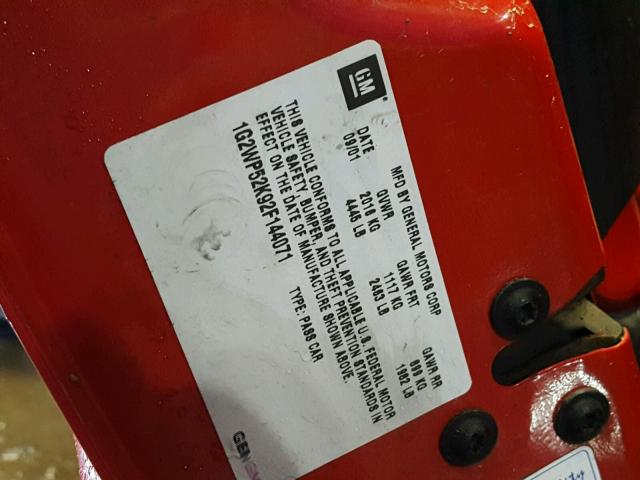 GM
MFD BY GENERAL MOTORS CORP
DATE GVWR GAWR FRT GAWR RR
09/01 2016 KG 1117 KG 899 KG
4445 LB 2463 LB 1982 LB
THIS VEHICLE CONFORMS TO ALL APPLICABLE U.S. FEDERAL MOTOR
VEHICLE SAFETY, BUMPER, AND THEFT PREVENTION STANDARDS IN
EFFECT ON THE DATE OF MANUFACTURE SHOWN ABOVE.
1G2WP52K92F144071 TYPE: PASS CAR